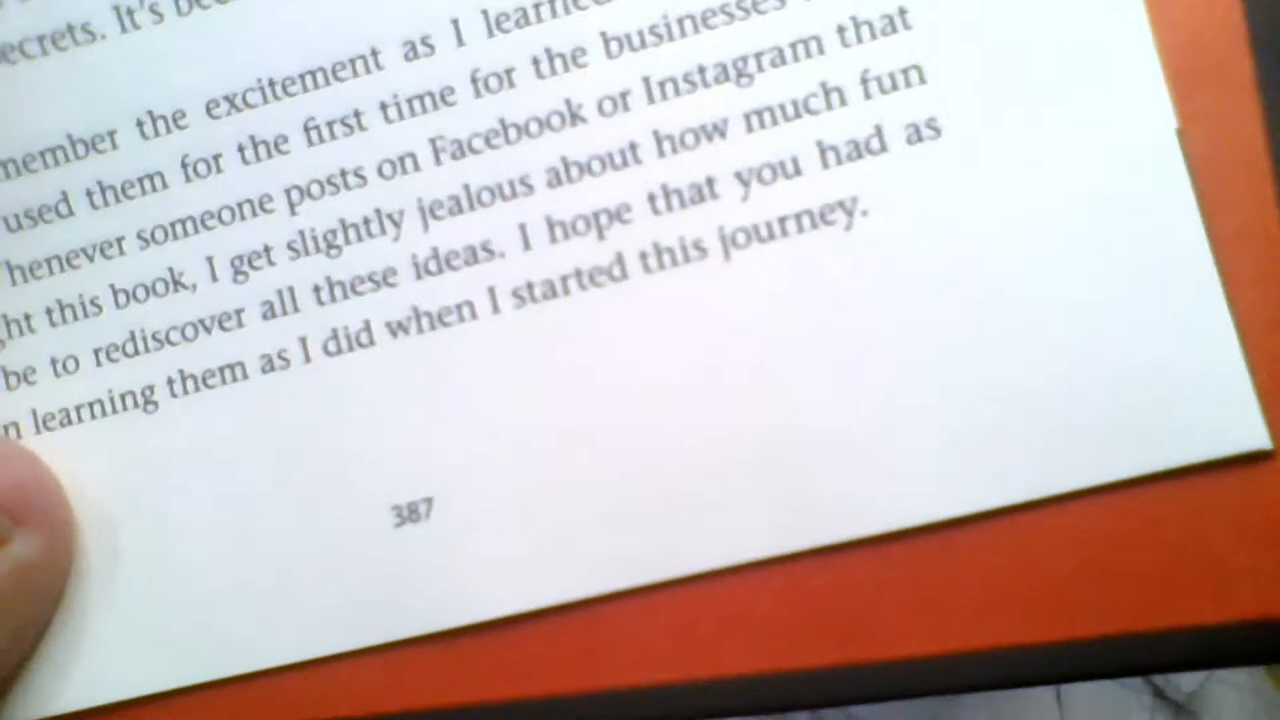 ecrets. It's
member the excitement as I learned
used them for the first time for the businesses
henever someone posts on Facebook or Instagram that
ht this book, I get slightly jealous about how much fun
be to rediscover all these ideas. I hope that you had as
n learning them as I did when I started this journey.
387